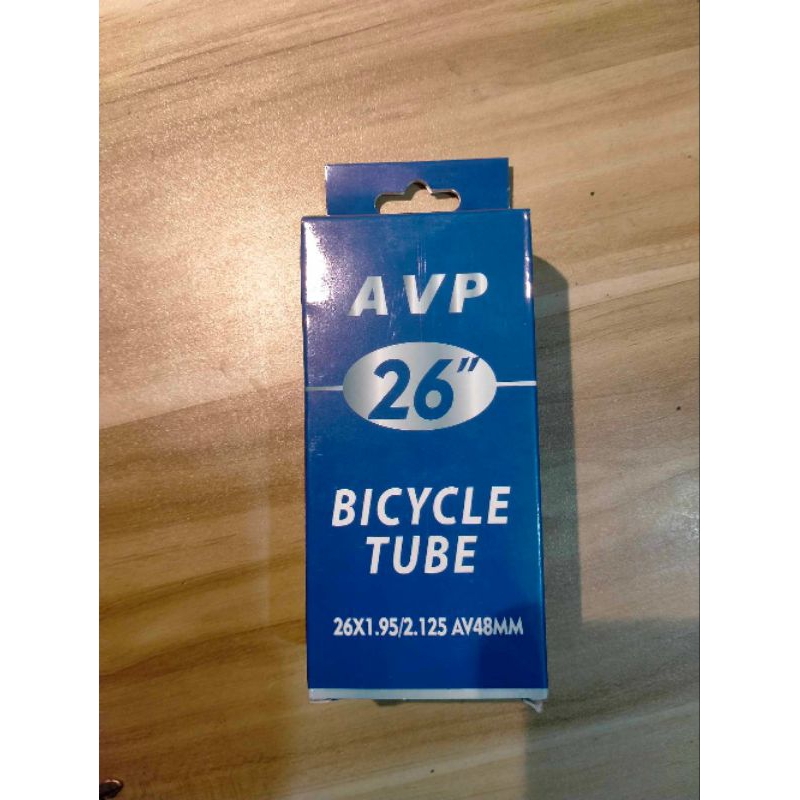 AVP
26"
BICYCLE
TUBE
26X1.95/2.125 AV48MM